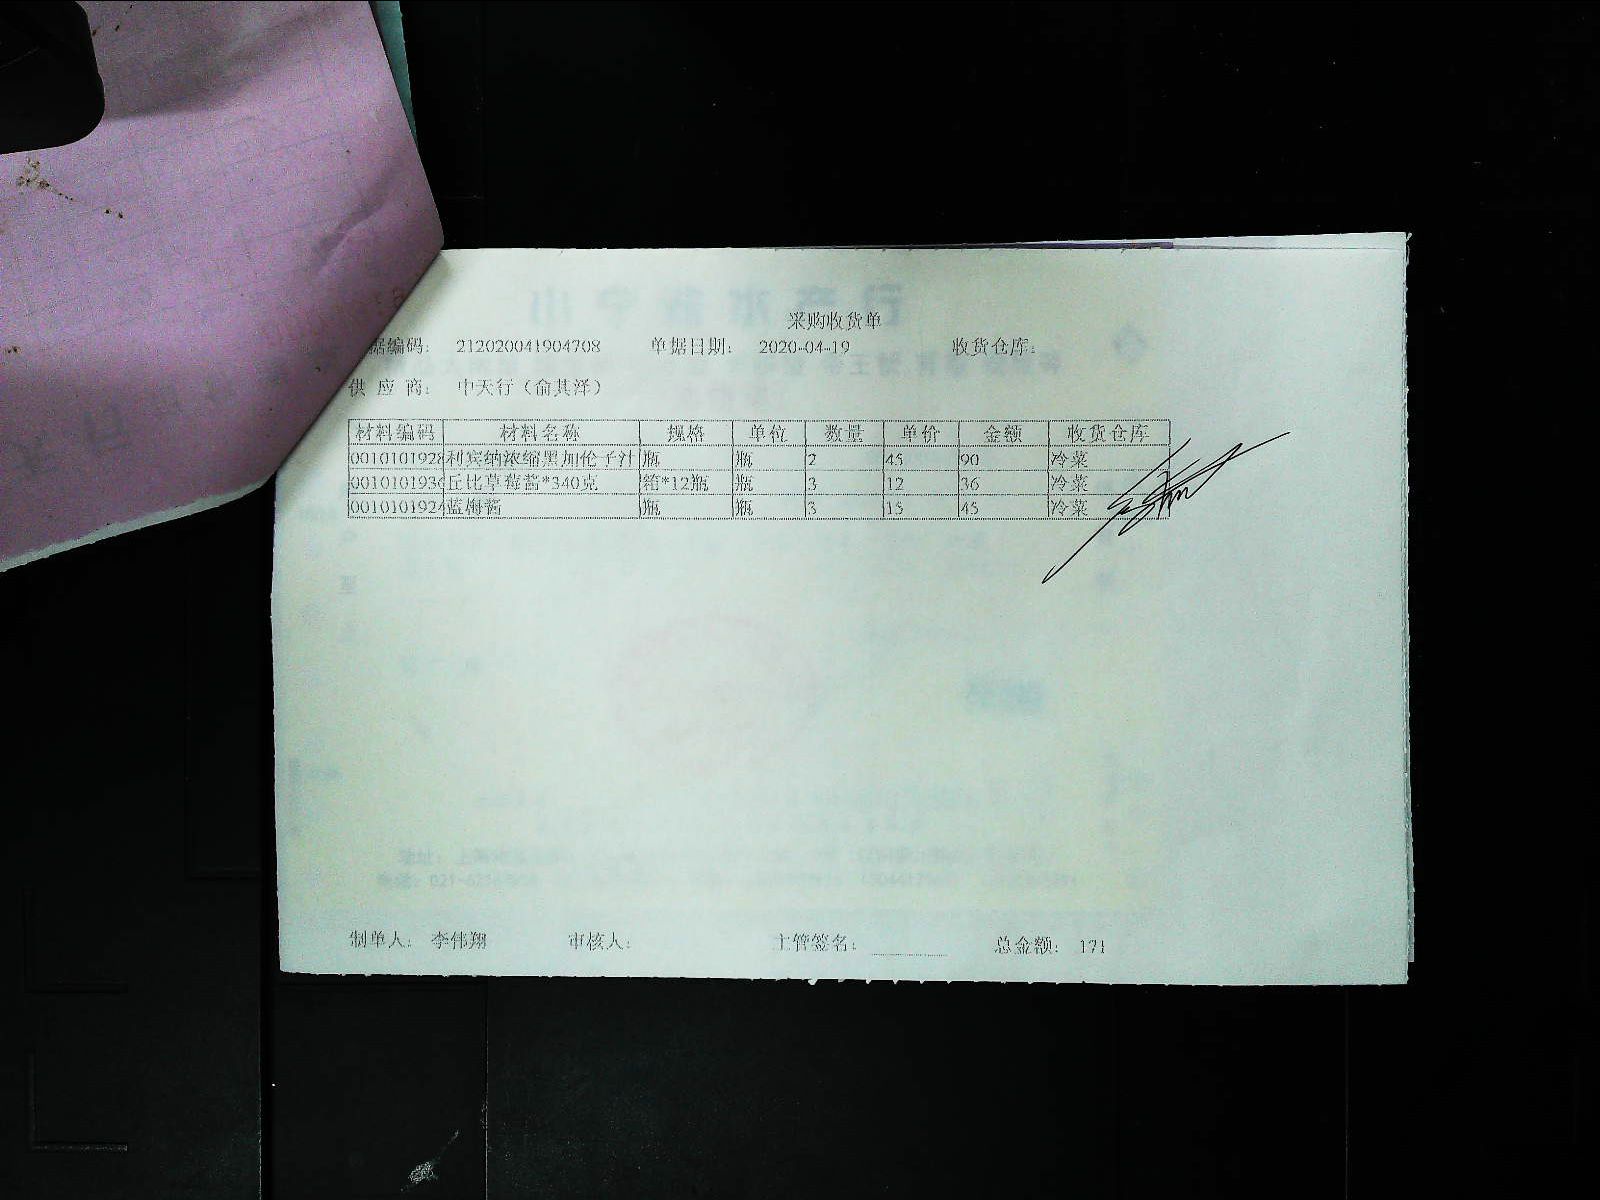 采购收货单
据编码: 212020041904708 单据日期: 2020-04-19 收货仓库:
供 应 商: 中天行（俞其洋）
材料编码 材料名称 规格 单位 数量 单价 金额 收货仓库
0010101928 利宾纳浓缩黑加伦子汁 瓶 瓶 2 45 90 冷菜
001010193 丘比草莓酱*340克 箱*12瓶 瓶 3 12 36 冷菜
0010101924 蓝姆酱 瓶 瓶 3 15 45 冷菜
制单人: 李伟翔 审核人: 主管签名: 总金额: 171